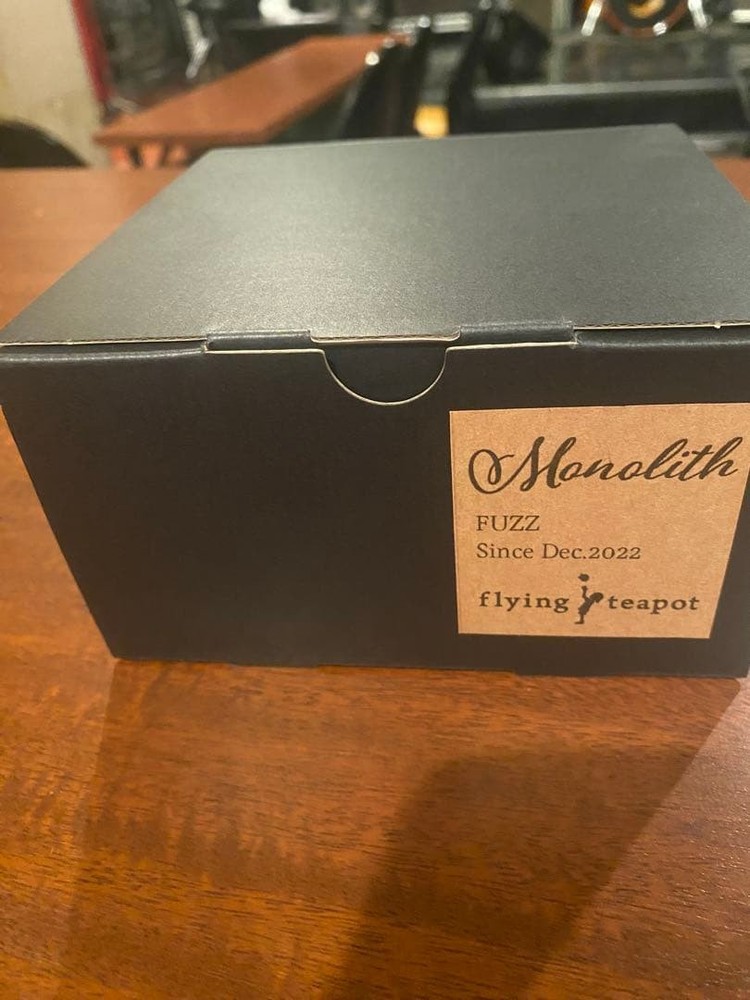 Monolith
FUZZ
Since Dec.2022
flying teapot